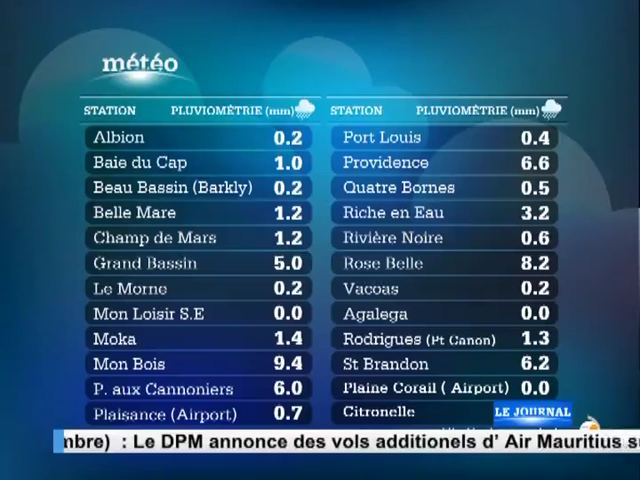 météo
STATION PLUVIOMÉTRIE (mm)
Albion 0.2
Baie du Cap 1.0
Beau Bassin (Barkly) 0.2
Belle Mare 1.2
Champ de Mars 1.2
Grand Bassin 5.0
Le Morne 0.2
Mon Loisir S.E 0.0
Moka 1.4
Mon Bois 9.4
P. aux Cannoniers 6.0
Plaisance (Airport) 0.7
STATION PLUVIOMÉTRIE (mm)
Port Louis 0.4
Providence 6.6
Quatre Bornes 0.5
Riche en Eau 3.2
Rivière Noire 0.6
Rose Belle 8.2
Vacoas 0.2
Agalega 0.0
Rodrigues (Pt Canon) 1.3
St Brandon 6.2
Plaine Corail ( Airport) 0.0
Citronelle
LE JOURNAL
mbre) : Le DPM annonce des vols additionels d' Air Mauritius su